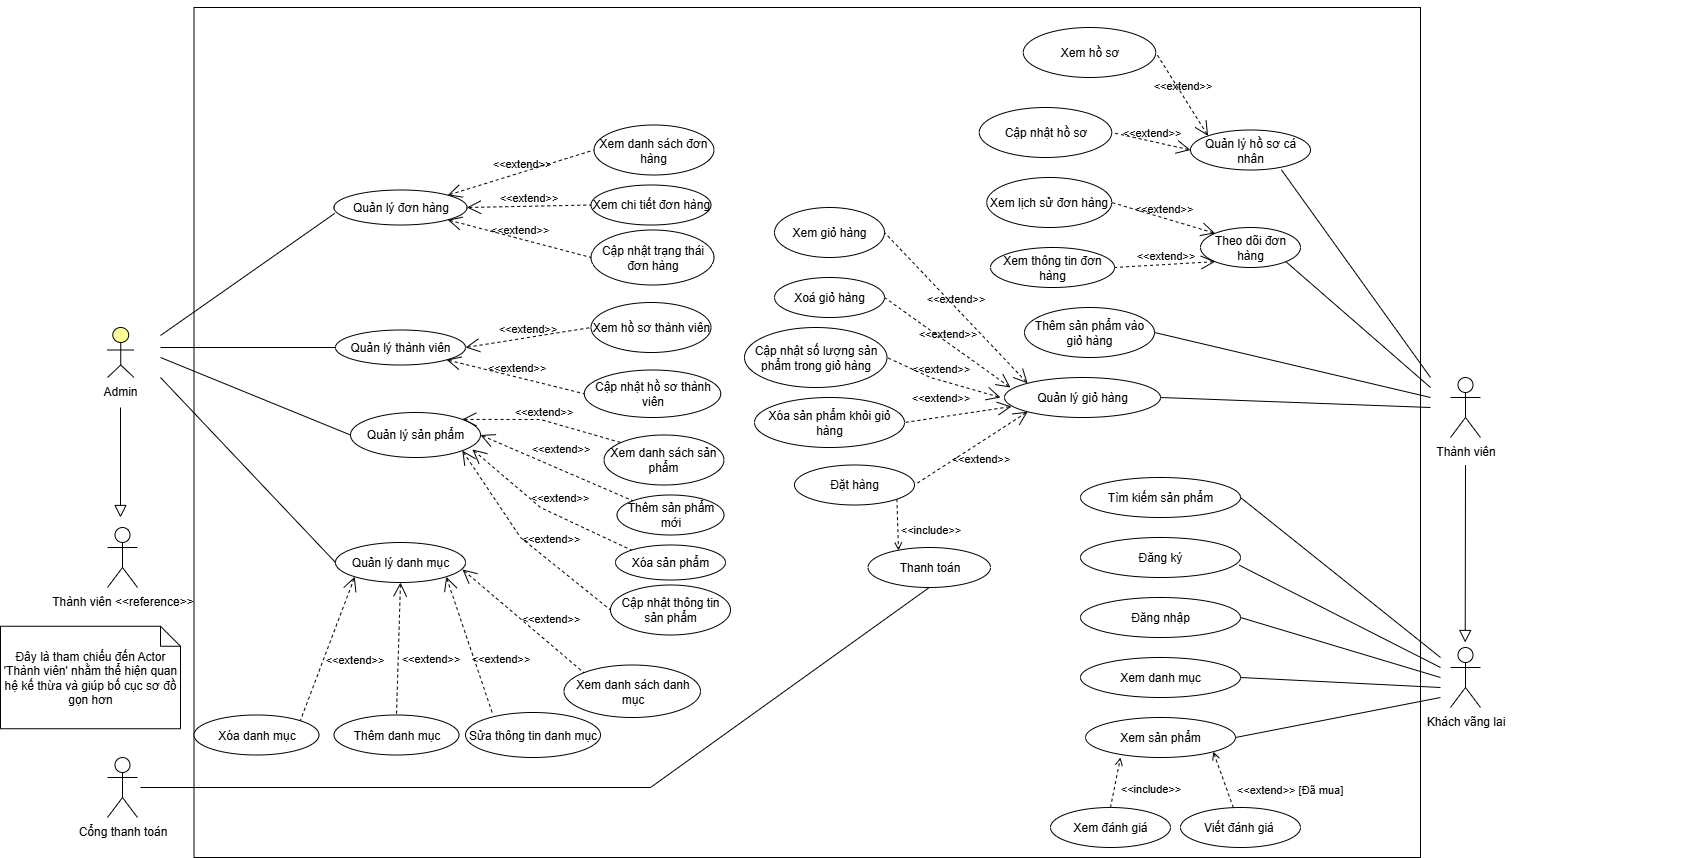 Xem hồ sơ
<<extend>>
Cập nhật hồ sơ
<<extend>>
Quản lý hồ sơ cá
nhân
Xem danh sách đơn
hàng
<<extend>>
Xem chi tiết đơn hàng
<<extend>>
Quản lý đơn hàng
Cập nhật trạng thái
đơn hàng
<<extend>>
Xem lịch sử đơn hàng
<<extend>>
Theo dõi đơn
hàng
Xem thông tin đơn
hàng
<<extend>>
Xem giỏ hàng
<<extend>>
Xoá giỏ hàng
<<extend>>
Cập nhật số lượng sản
phẩm trong giỏ hàng
<<extend>>
Xóa sản phẩm khỏi giỏ
hàng
<<extend>>
Thêm sản phẩm vào
giỏ hàng
Quản lý giỏ hàng
Đặt hàng
<<extend>>
<<include>>
Thanh toán
Admin
Quản lý thành viên
<<extend>>
Xem hồ sơ thành viên
<<extend>>
Cập nhật hồ sơ thành
viên
Quản lý sản phẩm
<<extend>>
Xem danh sách sản
phẩm
<<extend>>
Thêm sản phẩm
mới
<<extend>>
Xóa sản phẩm
<<extend>>
Cập nhật thông tin
sản phẩm
Quản lý danh mục
<<extend>>
<<extend>>
<<extend>>
<<extend>>
Xem danh sách danh
mục
Xóa danh mục
Thêm danh mục
Sửa thông tin danh mục
Thành viên <<reference>>
Đây là tham chiếu đến Actor
'Thành viên' nhằm thể hiện quan
hệ kế thừa và giúp bố cục sơ đồ
gọn hơn
Cổng thanh toán
Thành viên
Tìm kiếm sản phẩm
Đăng ký
Đăng nhập
Xem danh mục
Xem sản phẩm
Khách vãng lai
<<include>>
<<extend>> [Đã mua]
Xem đánh giá
Viết đánh giá